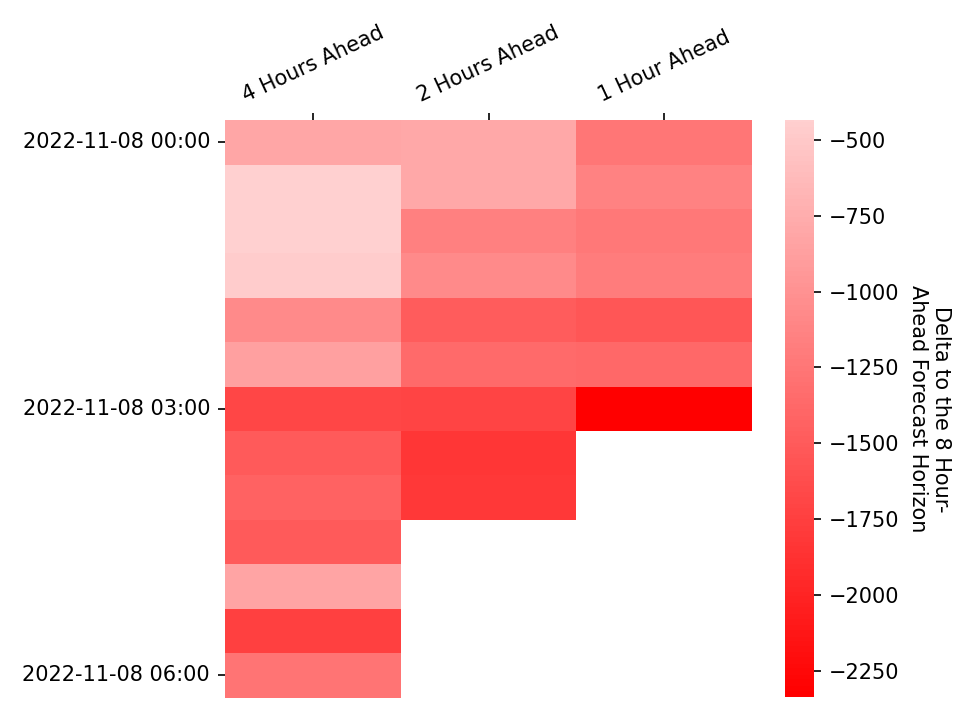 4 Hours Ahead
2 Hours Ahead
1 Hour Ahead
2022-11-08 00:00
2022-11-08 03:00
2022-11-08 06:00
−500
−750
−1000
−1250
−1500
−1750
−2000
−2250
Delta to the 8 Hour-
Ahead Forecast Horizon